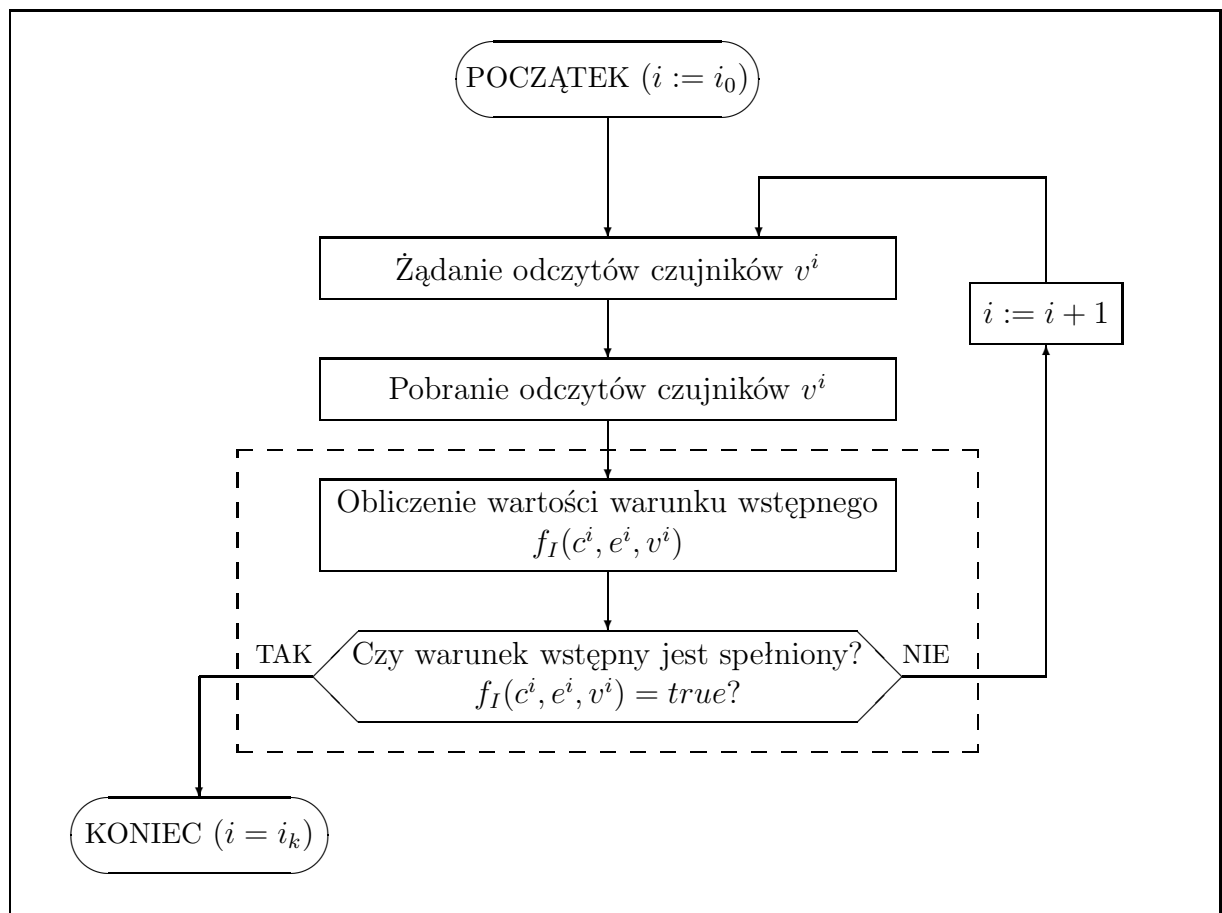 POCZĄTEK (i := i₀)
Żądanie odczytów czujników vⁱ
i := i + 1
Pobranie odczytów czujników vⁱ
Obliczenie wartości warunku wstępnego
f_I(cⁱ, eⁱ, vⁱ)
TAK
Czy warunek wstępny jest spełniony?
NIE
f_I(cⁱ, eⁱ, vⁱ) = true?
KONIEC (i = i_k)